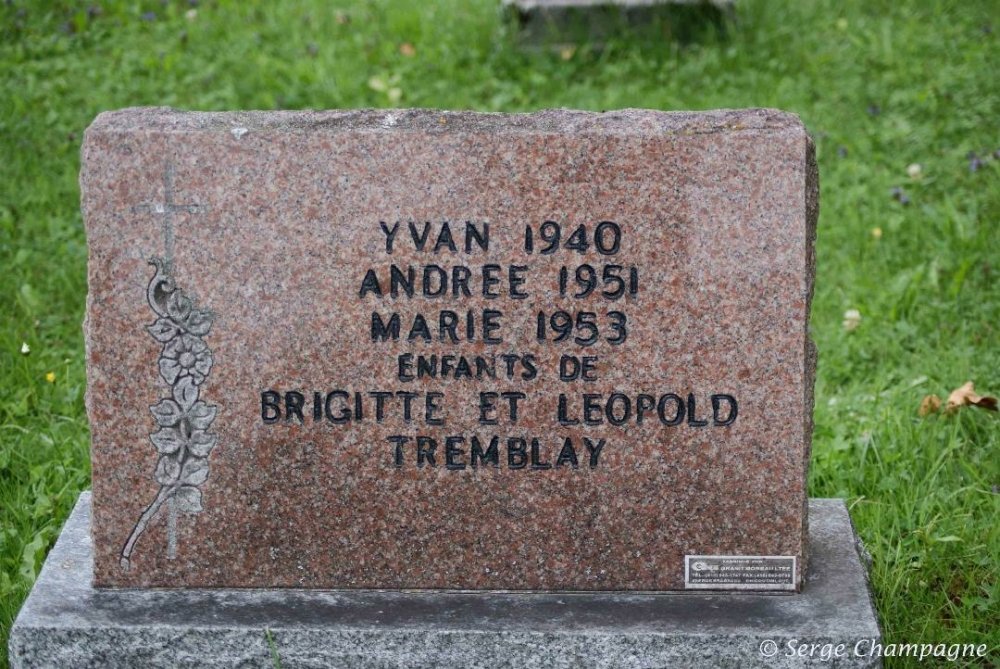 YVAN 1940
ANDREE 1951
MARIE 1953
ENFANTS DE
BRIGITTE ET LEOPOLD
TREMBLAY
© Serge Champagne